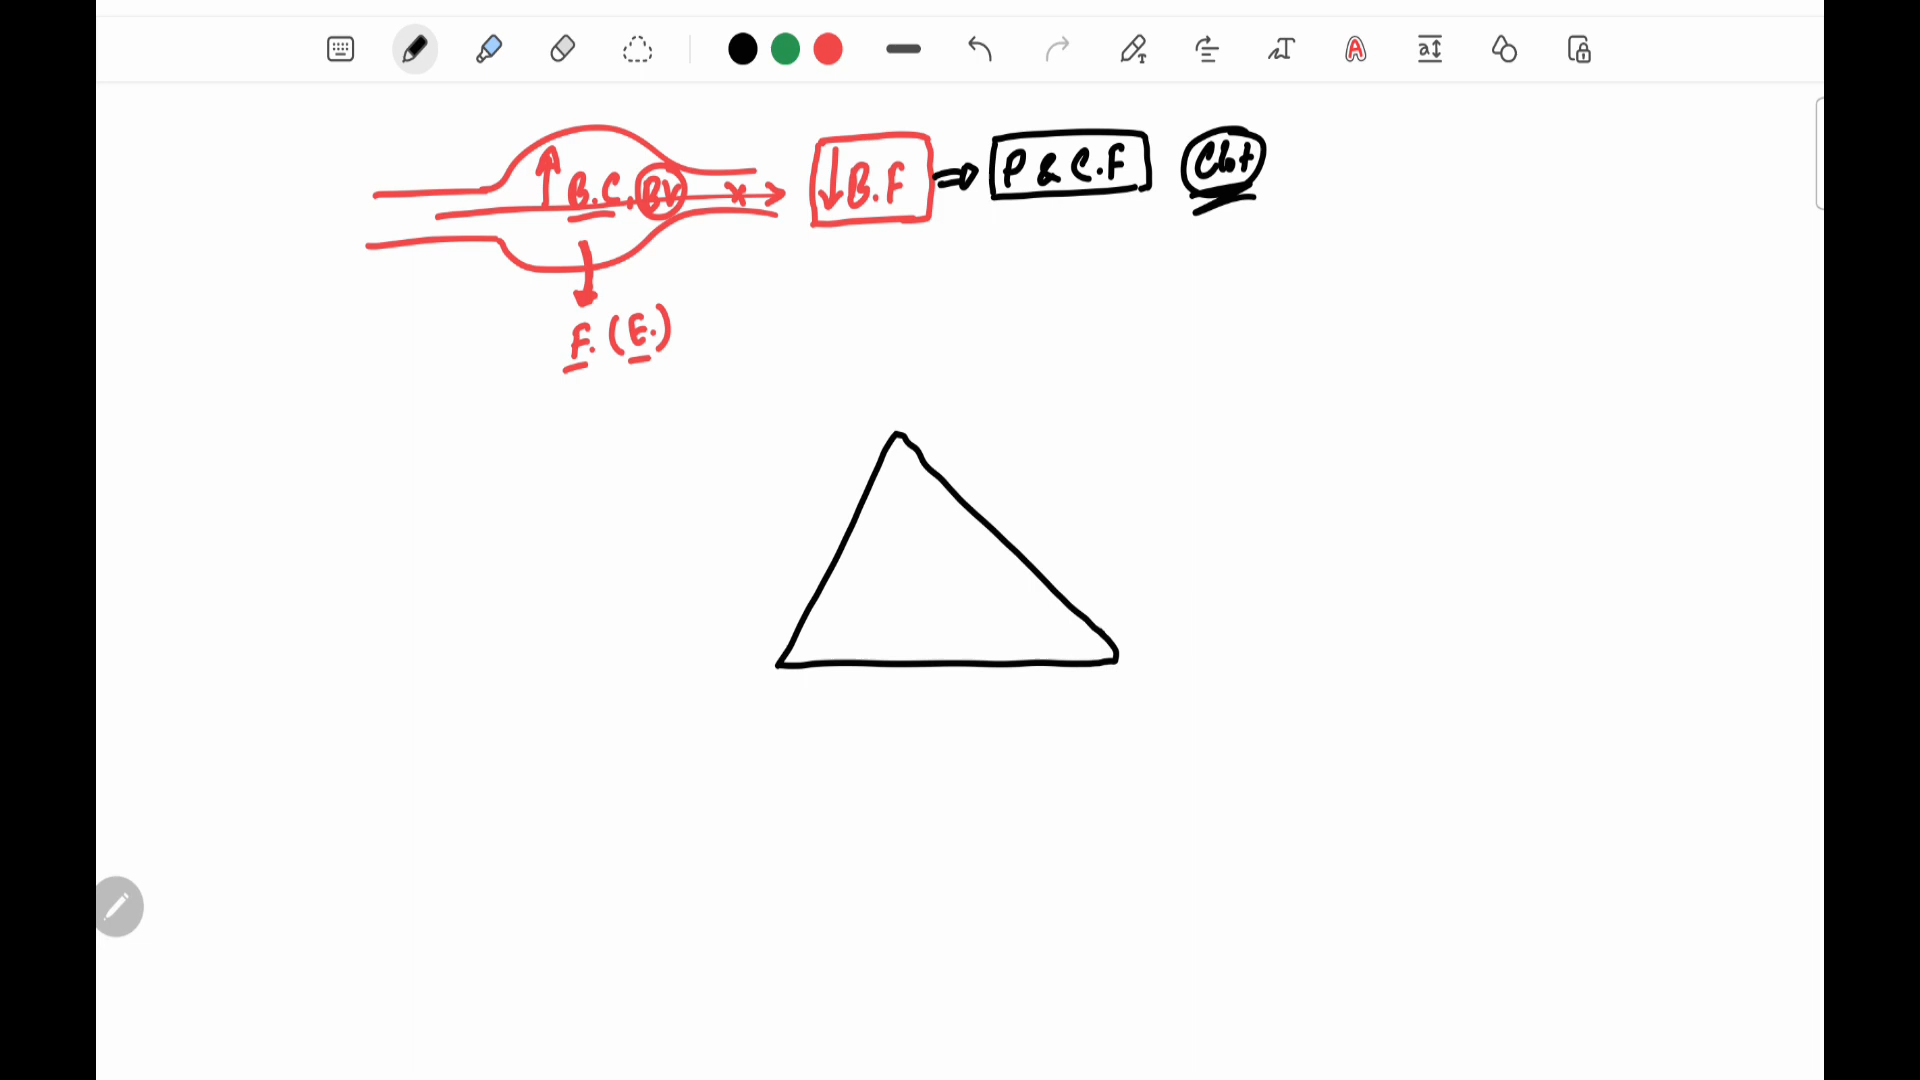 ↑ B.C, BV x → ↓ B.F ⇒ P & C.F Clot
F. (E.)